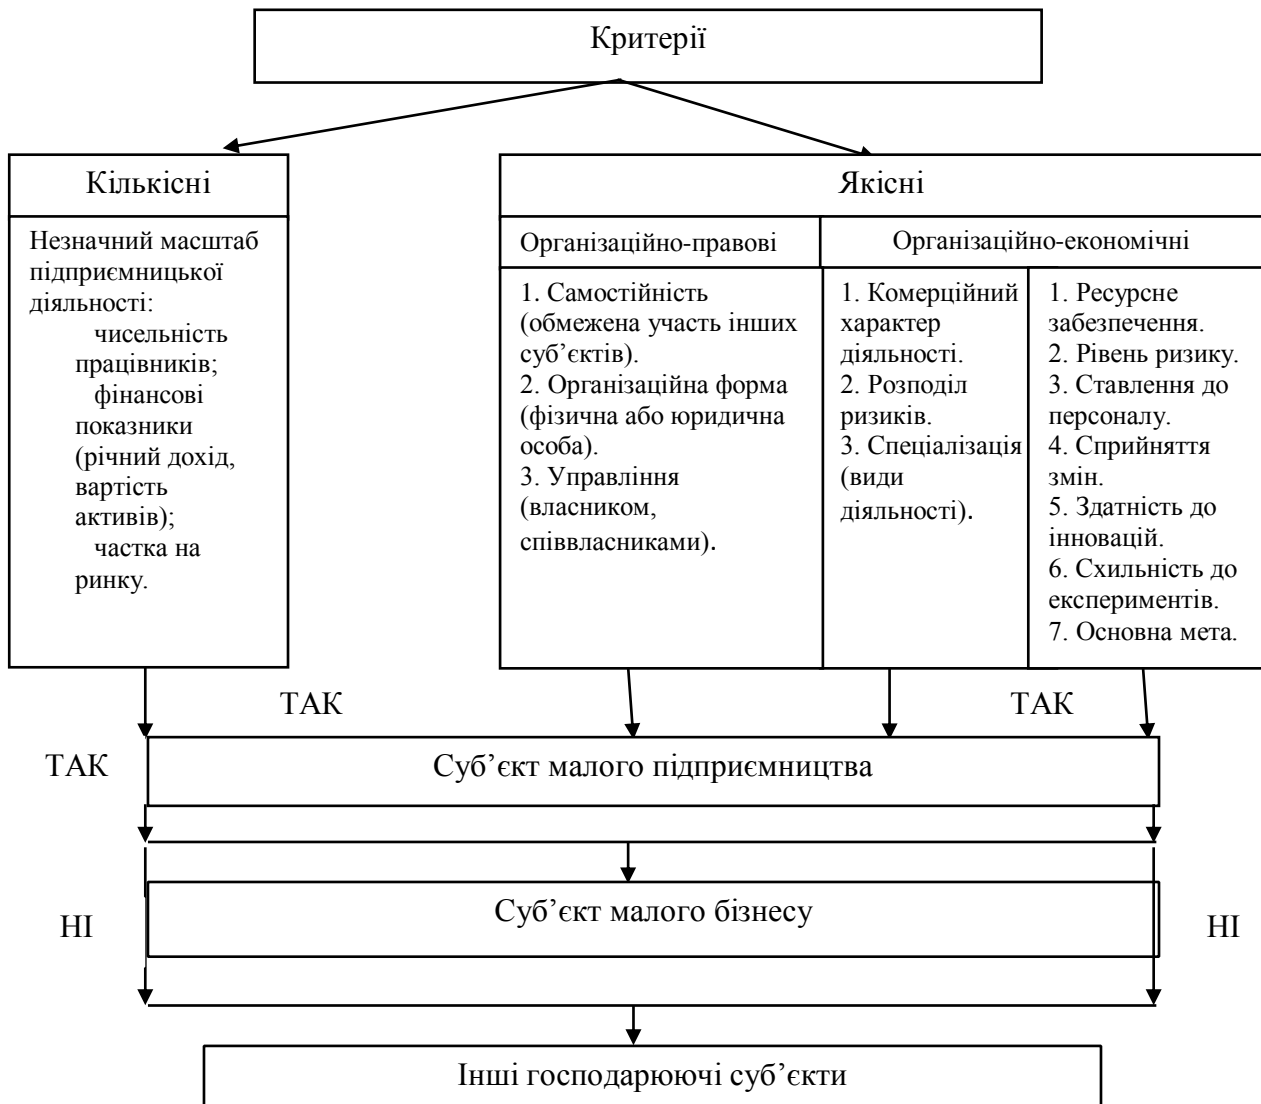 Критерії
Кількісні
Незначний масштаб
підприємницької
діяльності:
чисельність
працівників;
фінансові
показники
(річний дохід,
вартість
активів);
частка на
ринку.
Якісні
Організаційно-правові
1. Самостійність
(обмежена участь інших
суб’єктів).
2. Організаційна форма
(фізична або юридична
особа).
3. Управління
(власником,
співвласниками).
Організаційно-економічні
1. Комерційний
характер
діяльності.
2. Розподіл
ризиків.
3. Спеціалізація
(види
діяльності).
1. Ресурсне
забезпечення.
2. Рівень ризику.
3. Ставлення до
персоналу.
4. Сприйняття
змін.
5. Здатність до
інновацій.
6. Схильність до
експериментів.
7. Основна мета.
ТАК
ТАК
ТАК
Суб’єкт малого підприємництва
НІ
Суб’єкт малого бізнесу
НІ
Інші господарюючі суб’єкти